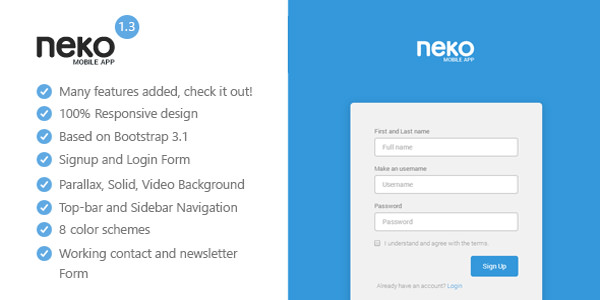 neko
1.3
MOBILE APP
Many features added, check it out!
100% Responsive design
Based on Bootstrap 3.1
Signup and Login Form
Parallax, Solid, Video Background
Top-bar and Sidebar Navigation
8 color schemes
Working contact and newsletter
Form
neko
MOBILE APP
First and Last name
Full name
Make an username
Username
Password
Password
I understand and agree with the terms
Sign Up
Already have an account? Login